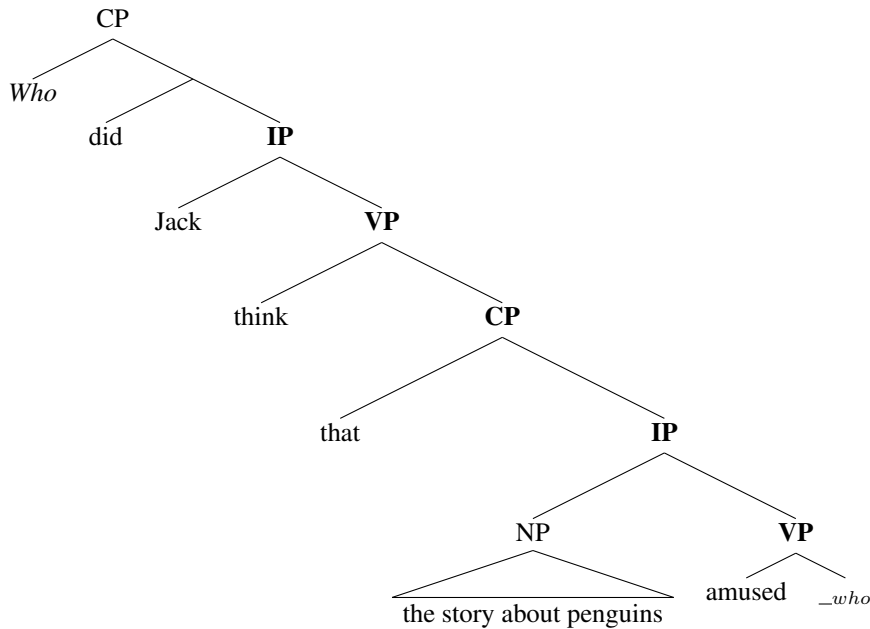 CP
Who
did
IP
Jack
VP
think
CP
that
IP
NP
VP
the story about penguins
amused
_who